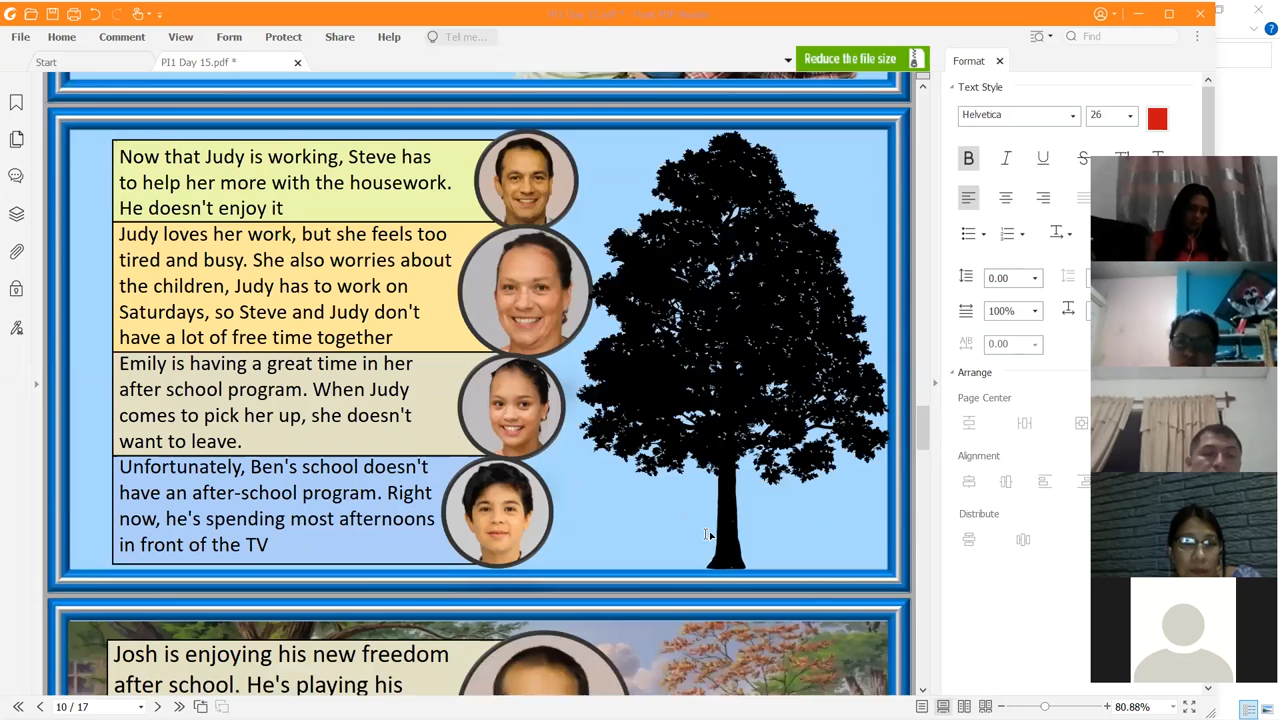 File
Home
Comment
View
Form
Protect
Share
Help
Tell me...
Find
Start
PI1 Day 15.pdf *
Reduce the file size
Format
Now that Judy is working, Steve has
to help her more with the housework.
He doesn't enjoy it
Judy loves her work, but she feels too
tired and busy. She also worries about
the children, Judy has to work on
Saturdays, so Steve and Judy don't
have a lot of free time together
Emily is having a great time in her
after school program. When Judy
comes to pick her up, she doesn't
want to leave.
Unfortunately, Ben's school doesn't
have an after-school program. Right
now, he's spending most afternoons
in front of the TV
Josh is enjoying his new freedom
after school. He's playing his
Text Style
Helvetica
26
0.00
100%
0.00
Arrange
Page Center
Alignment
Distribute
10 / 17
80.88%